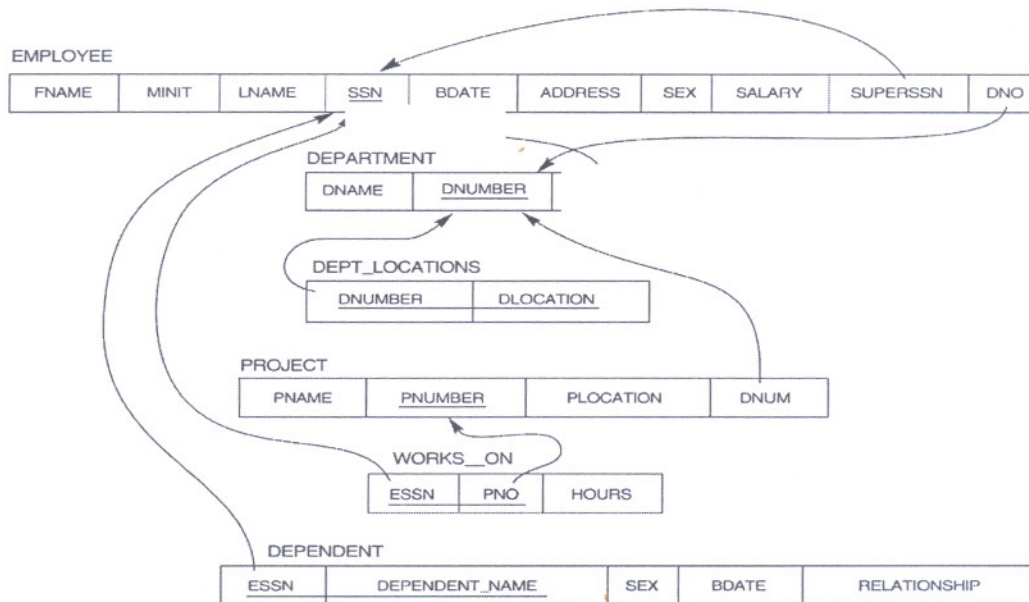 EMPLOYEE
FNAME MINIT LNAME SSN BDATE ADDRESS SEX SALARY SUPERSSN DNO
DEPARTMENT
DNAME DNUMBER
DEPT_LOCATIONS
DNUMBER DLOCATION
PROJECT
PNAME PNUMBER PLOCATION DNUM
WORKS__ON
ESSN PNO HOURS
DEPENDENT
ESSN DEPENDENT_NAME SEX BDATE RELATIONSHIP